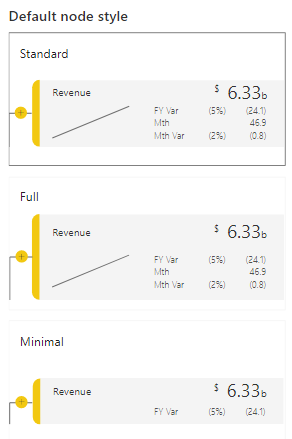 Default node style
Standard
Revenue $ 6.33b
FY Var (5%) (24.1)
Mth 46.9
Mth Var (2%) (0.8)
Full
Revenue $ 6.33b
FY Var (5%) (24.1)
Mth 46.9
Mth Var (2%) (0.8)
Minimal
Revenue $ 6.33b
FY Var (5%) (24.1)